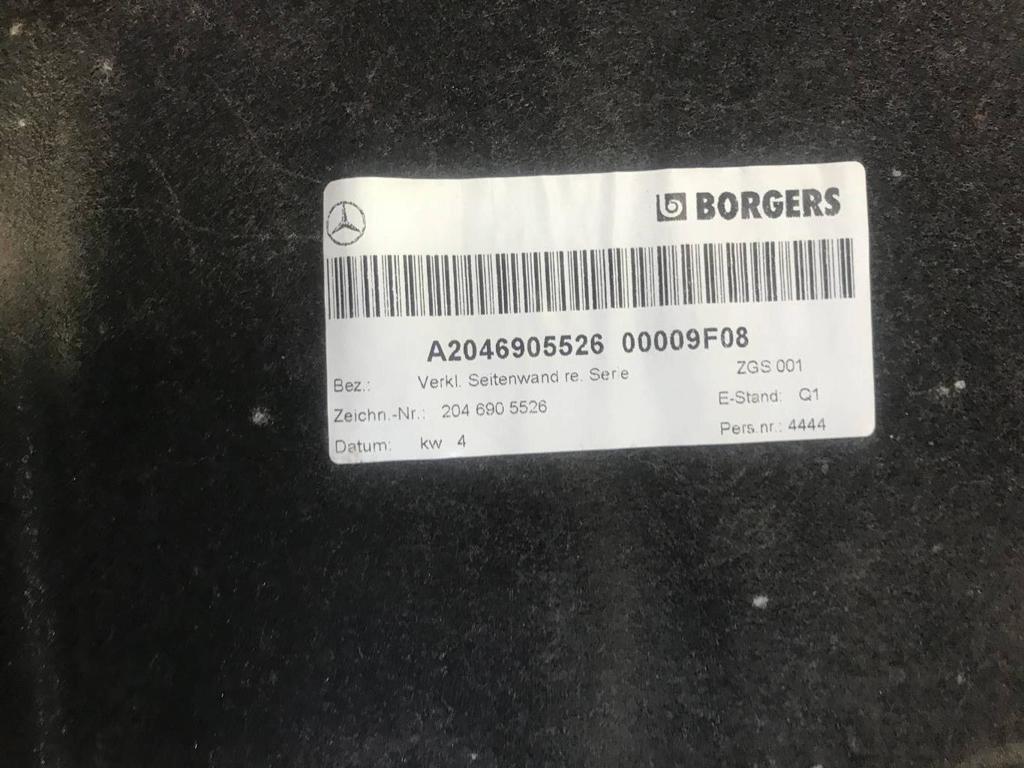 BORGERS
A2046905526 00009F08
Bez.: Verkl. Seitenwand re. Serie ZGS 001
Zeichn.-Nr.: 204 690 5526 E-Stand: Q1
Datum: kw 4 Pers.nr.: 4444